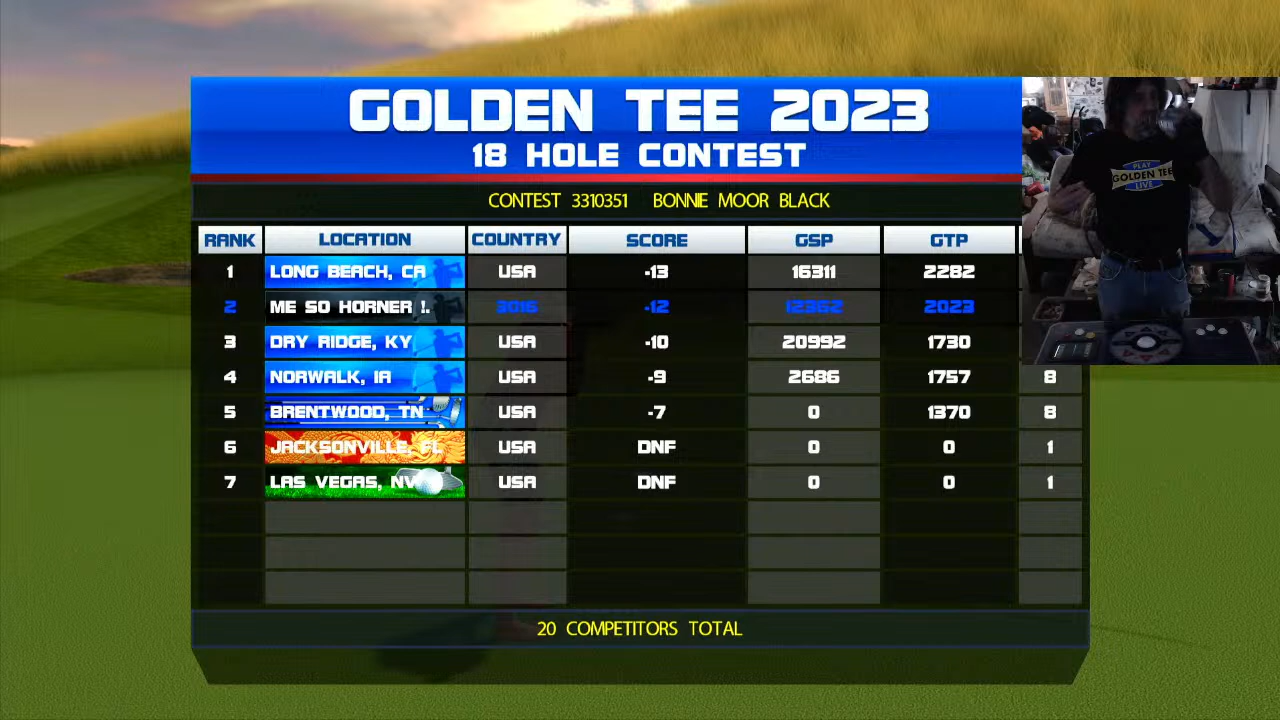 GOLDEN TEE 2023
18 HOLE CONTEST
CONTEST 3310351 BONNIE MOOR BLACK
RANK LOCATION COUNTRY SCORE GSP GTP
1 LONG BEACH, CA USA -13 16311 2282
2 ME SO HORNER !. 3016 -12 12362 2023
3 DRY RIDGE, KY USA -10 20992 1730
4 NORWALK, IA USA -9 2686 1757 8
5 BRENTWOOD, TN USA -7 0 1370 8
6 JACKSONVILLE, FL USA DNF 0 0 1
7 LAS VEGAS, NV USA DNF 0 0 1
20 COMPETITORS TOTAL
PLAY
GOLDEN TEE
LIVE